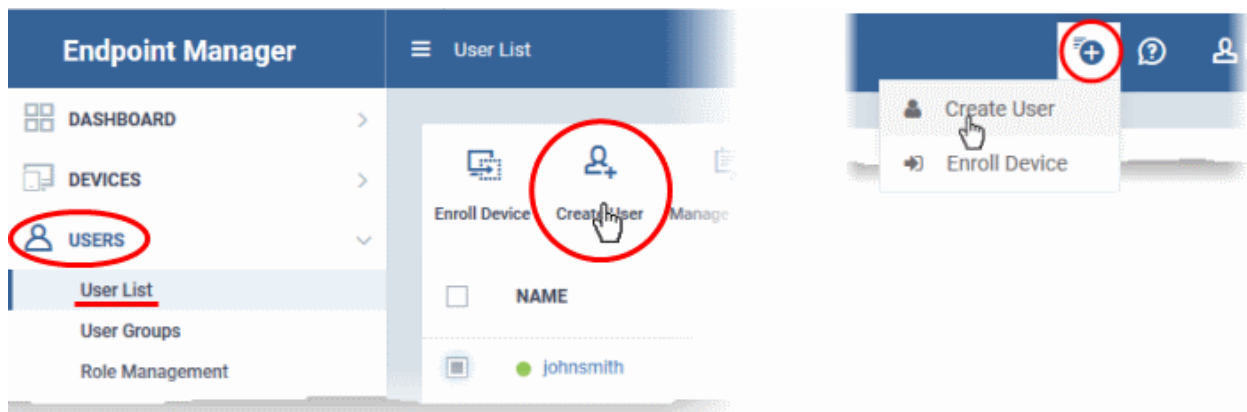 Endpoint Manager
User List
DASHBOARD
DEVICES
USERS
User List
User Groups
Role Management
Enroll Device
Create User
Manage
NAME
johnsmith
Create User
Enroll Device